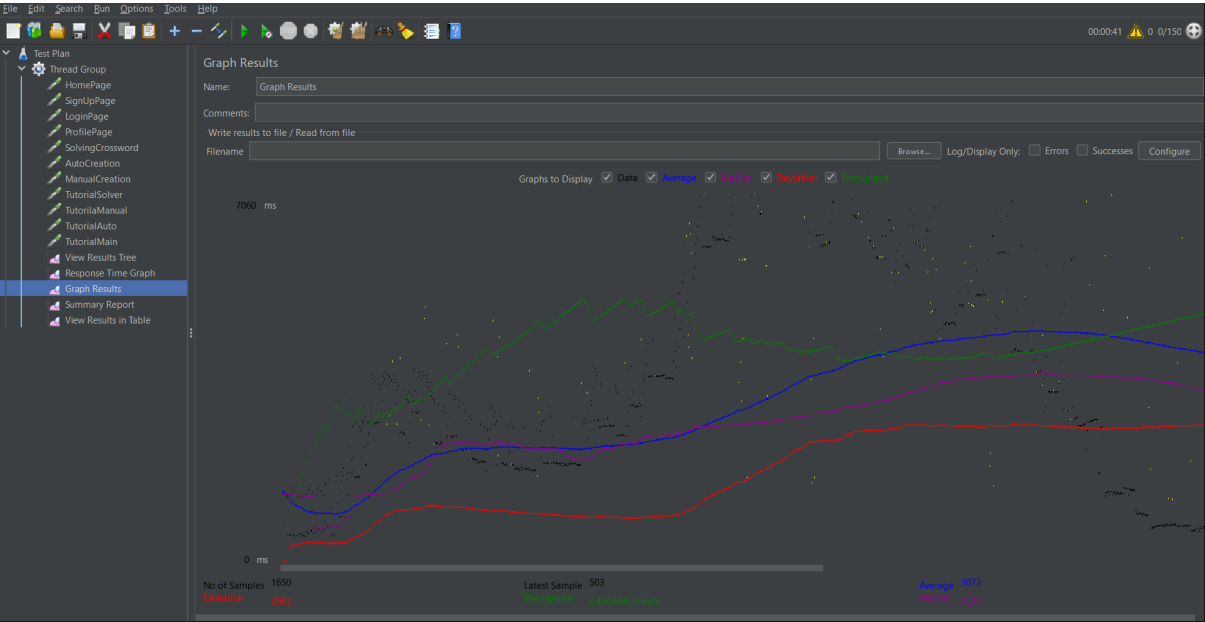 File Edit Search Run Options Tools Help
00:00:41 0 0/150
Test Plan
Thread Group
HomePage
SignUpPage
LoginPage
ProfilePage
SolvingCrossword
AutoCreation
ManualCreation
TutorialSolver
TutorilaManual
TutorialAuto
TutorialMain
View Results Tree
Response Time Graph
Graph Results
Summary Report
View Results in Table
Graph Results
Name: Graph Results
Comments:
Write results to file / Read from file
Filename Browse... Log/Display Only: Errors Successes Configure
Graphs to Display Data Average Median Deviation Throughput
7060 ms
0 ms
No of Samples 1650 Latest Sample 503 Average 3073
Deviation 2682 Throughput